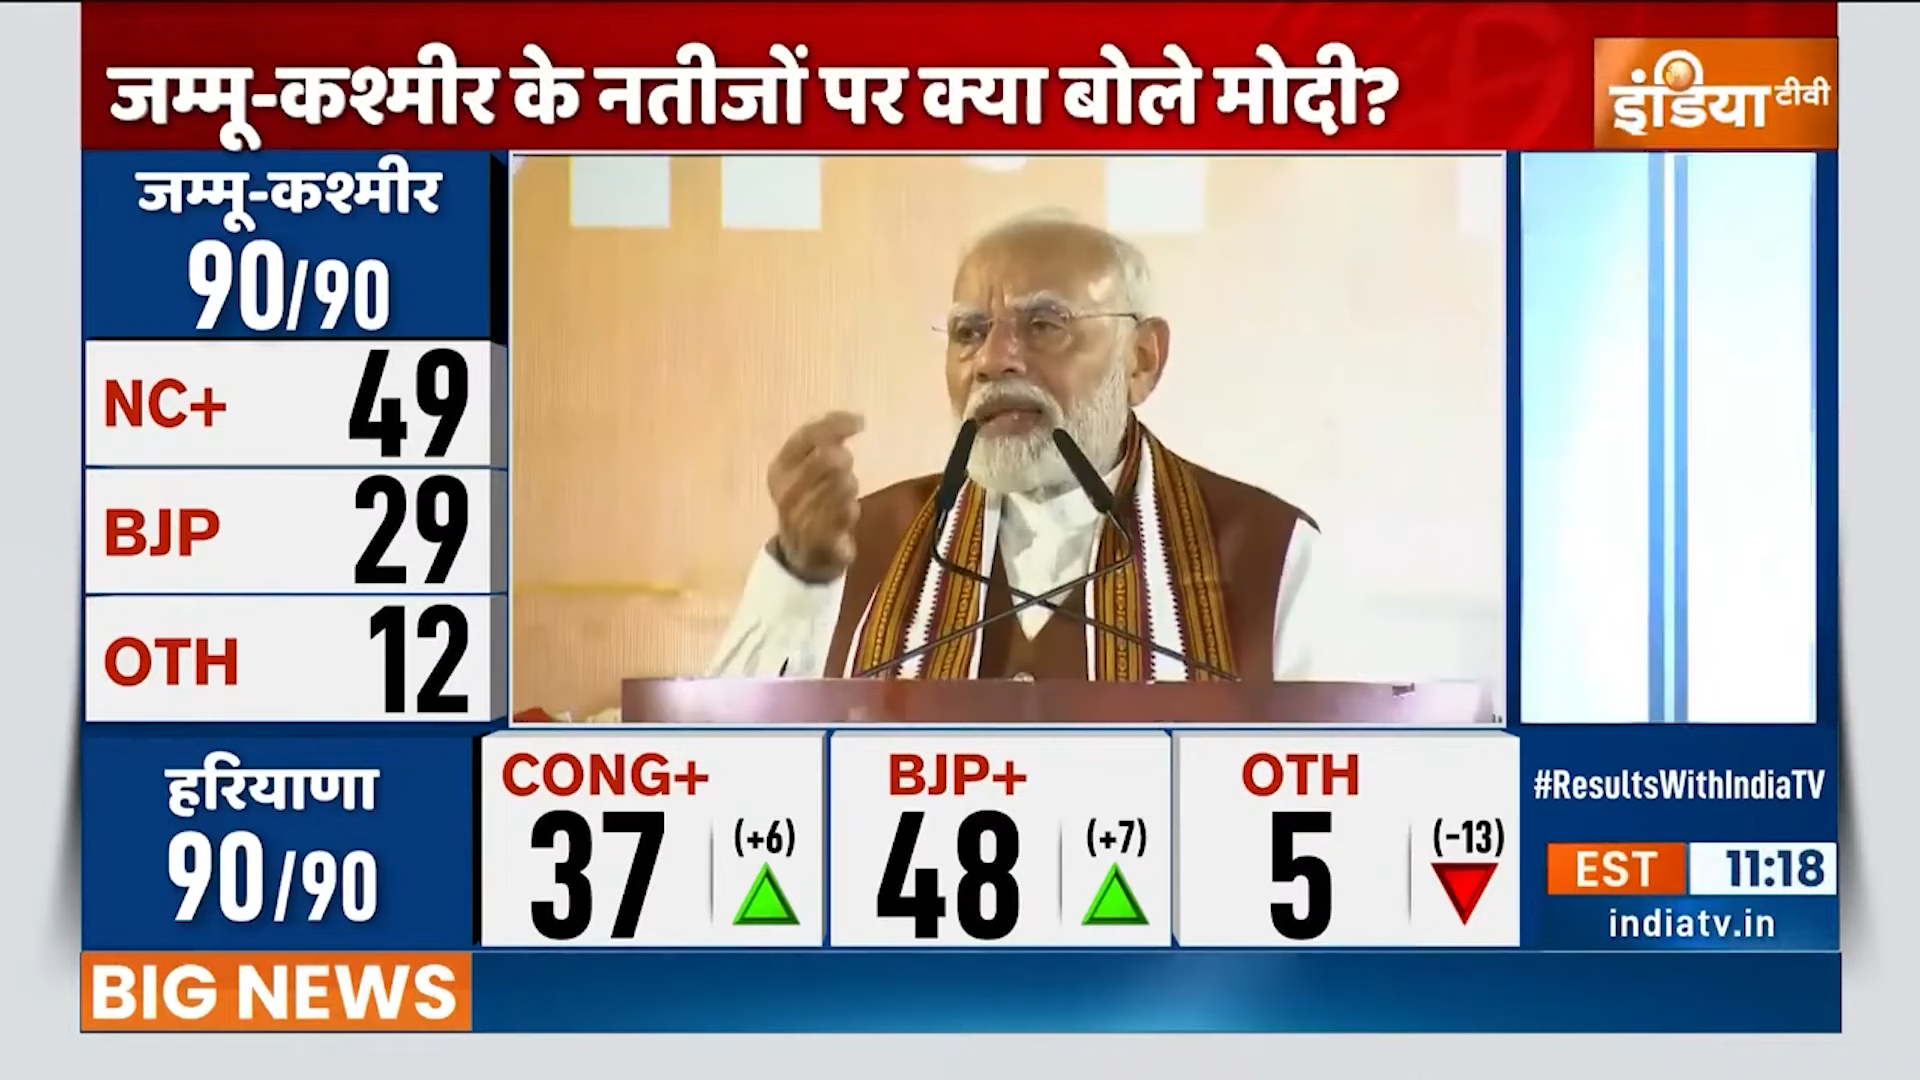 जम्मू-कश्मीर के नतीजों पर क्या बोले मोदी?
इंडिया टीवी
जम्मू-कश्मीर
90/90
NC+ 49
BJP 29
OTH 12
हरियाणा
90/90
CONG+
37 (+6)
BJP+
48 (+7)
OTH
5 (-13)
#ResultsWithIndiaTV
EST 11:18
indiatv.in
BIG NEWS